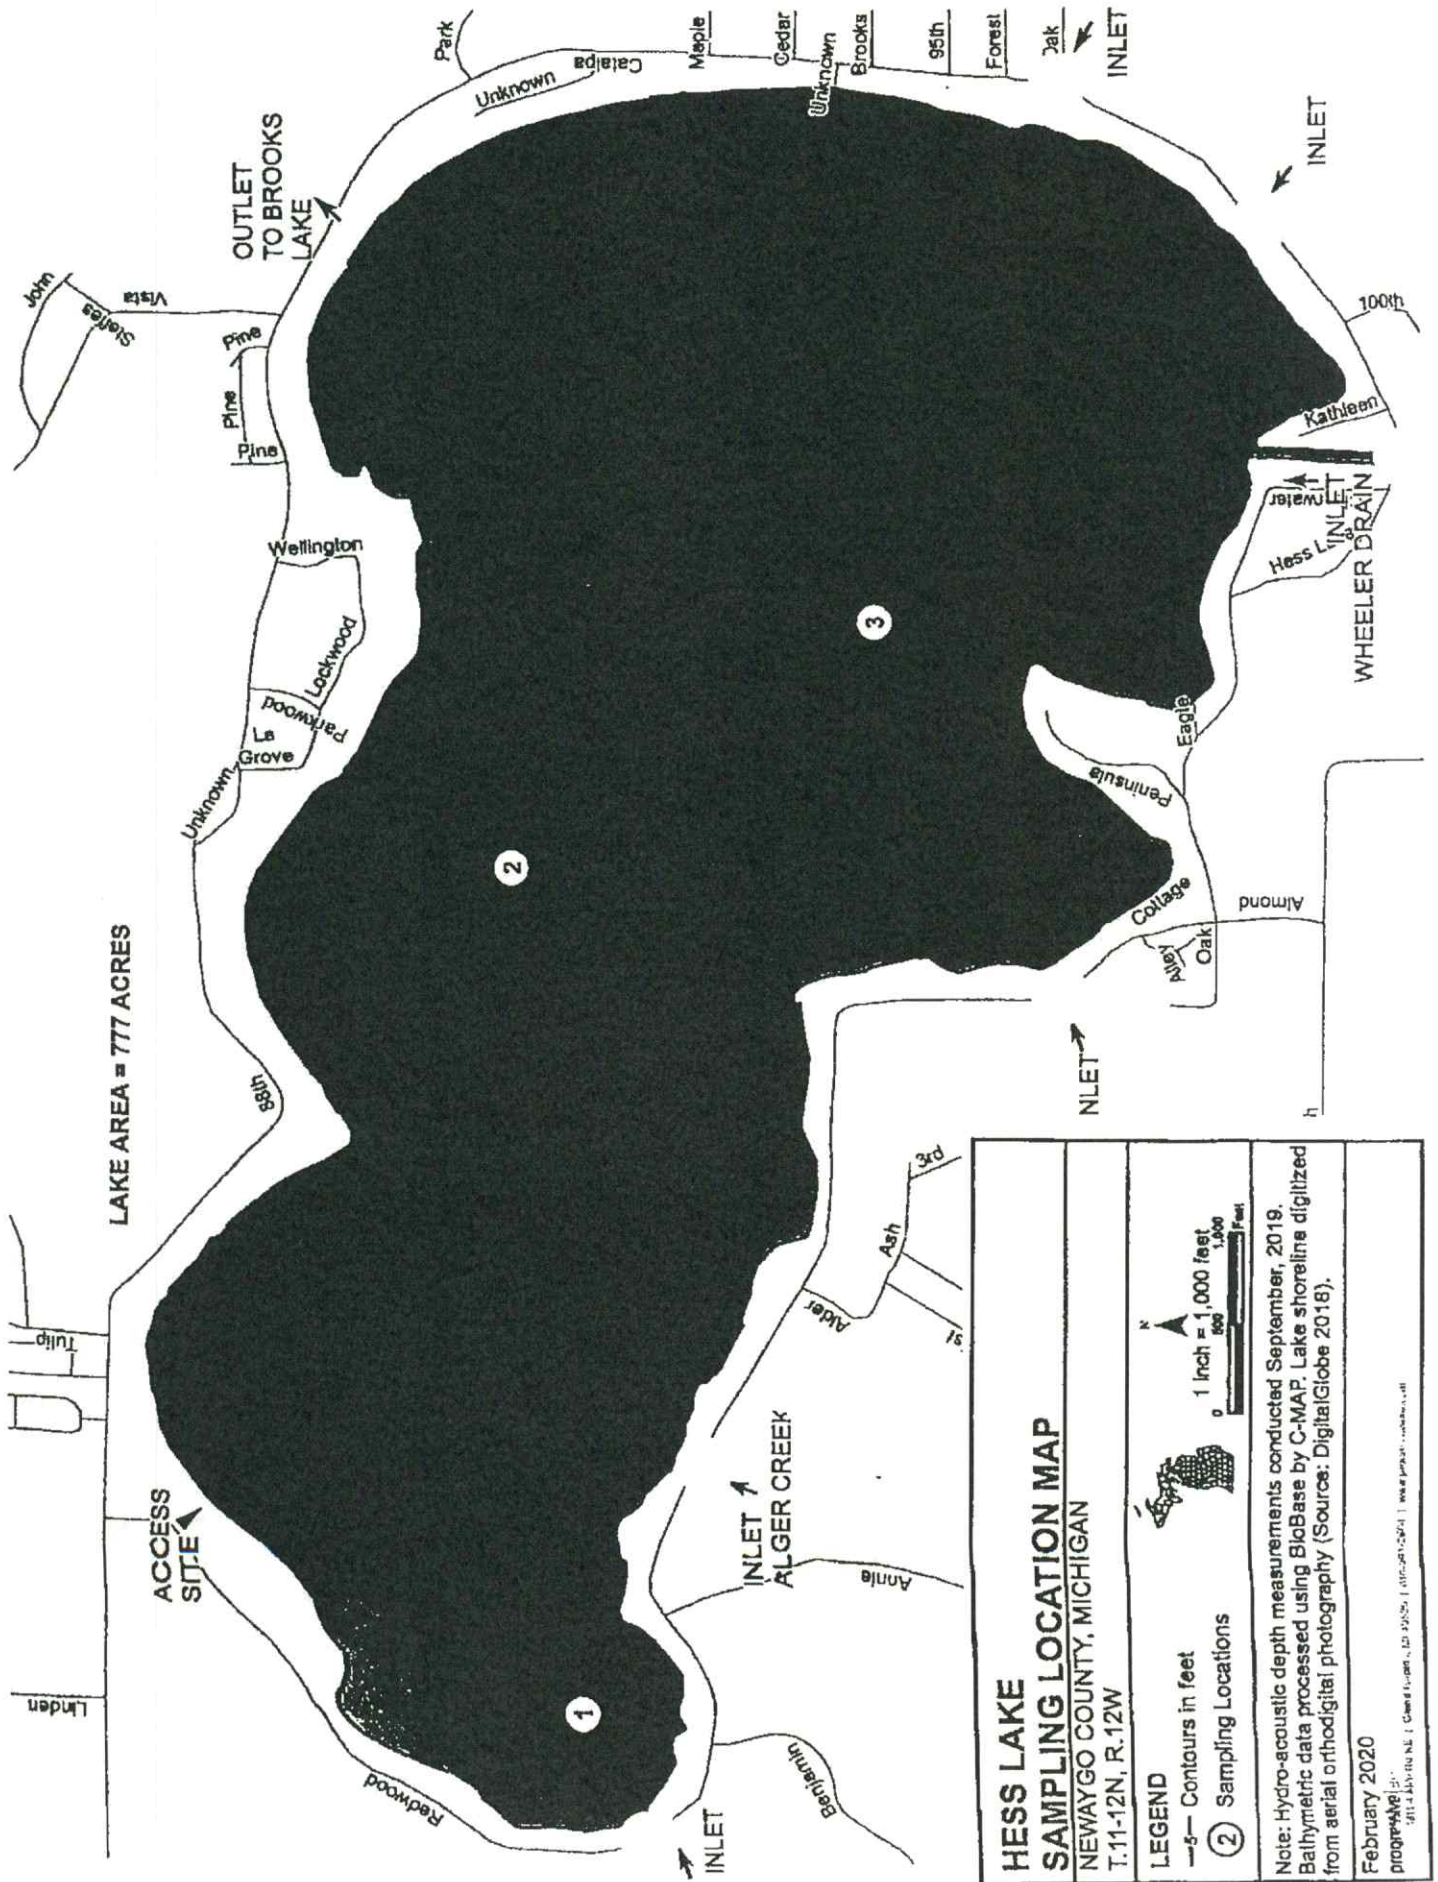 LAKE AREA = 777 ACRES
Linden
Tulip
ACCESS
SITE
88th
Unknown
La
Grove
Parkwood
Lockwood
Wellington
Pine
Pine
Pine
John
Steffes
Vista
OUTLET
TO BROOKS
LAKE
Park
Unknown
Catalpa
Maple
Cedar
Unknown
Brooks
95th
Forest
Oak
INLET
INLET
100th
Kathleen
INLET
WHEELER DRAIN
Hess L
rwater
Eagle
Peninsula
Cottage
Alley
Oak
Almond
h
NLET
3rd
Ash
Alder
st
INLET
ALGER CREEK
Annie
Benjamin
Redwood
INLET
1
2
3
HESS LAKE
SAMPLING LOCATION MAP
NEWAYGO COUNTY, MICHIGAN
T.11-12N, R.12W
LEGEND
5 Contours in feet
2 Sampling Locations
N
1 inch = 1,000 feet
0 500 1,000
Feet
Note: Hydro-acoustic depth measurements conducted September, 2019.
Bathymetric data processed using BioBase by C-MAP. Lake shoreline digitized
from aerial orthodigital photography (Source: DigitalGlobe 2018).
February 2020